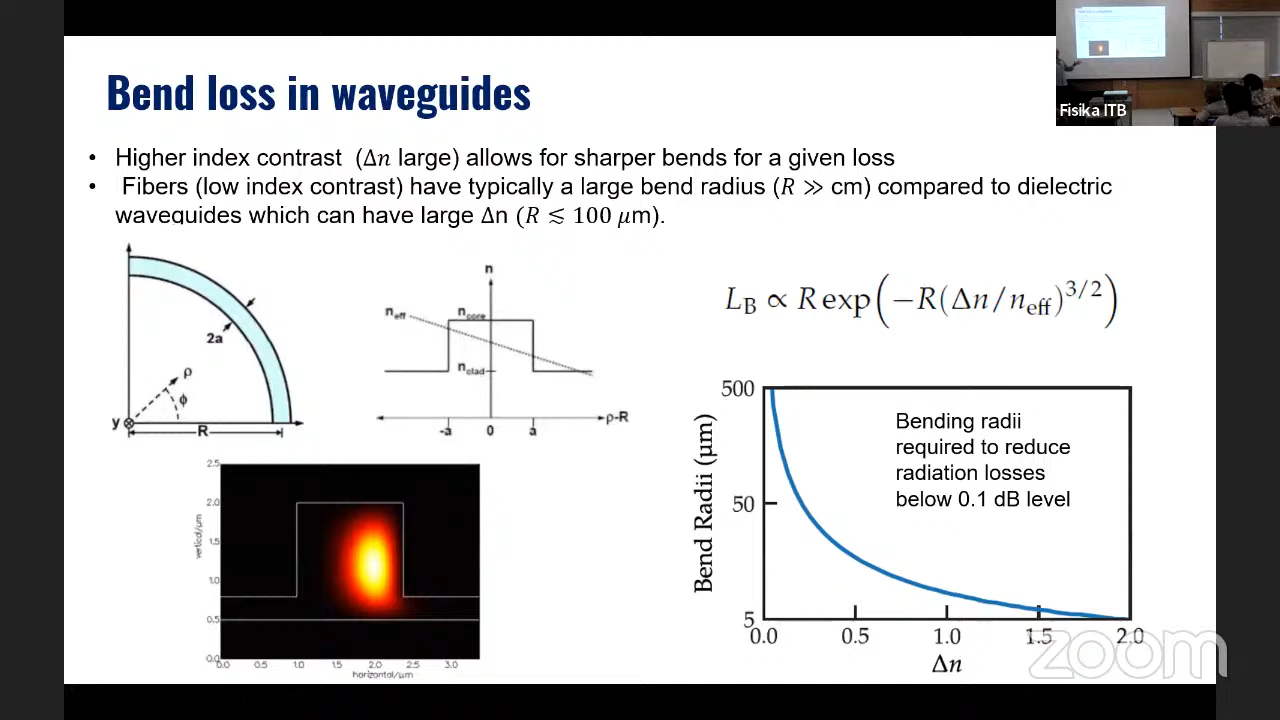 Bend loss in waveguides
Fisika ITB
• Higher index contrast (Δn large) allows for sharper bends for a given loss
• Fibers (low index contrast) have typically a large bend radius (R ≫ cm) compared to dielectric
waveguides which can have large Δn (R ≲ 100 μm).
2a
ρ
ϕ
y
R
n
n_eff
n_core
n_clad
-a 0 a ρ-R
L_B ∝ R exp(−R(Δn/n_eff)^{3/2})
2.5
2.0
1.5
1.0
0.5
0.0
vertical/μm
0.0 0.5 1.0 1.5 2.0 2.5 3.0
horizontal/μm
500
50
5
Bend Radii (μm)
Bending radii
required to reduce
radiation losses
below 0.1 dB level
0.0 0.5 1.0 1.5 2.0
Δn
zoom